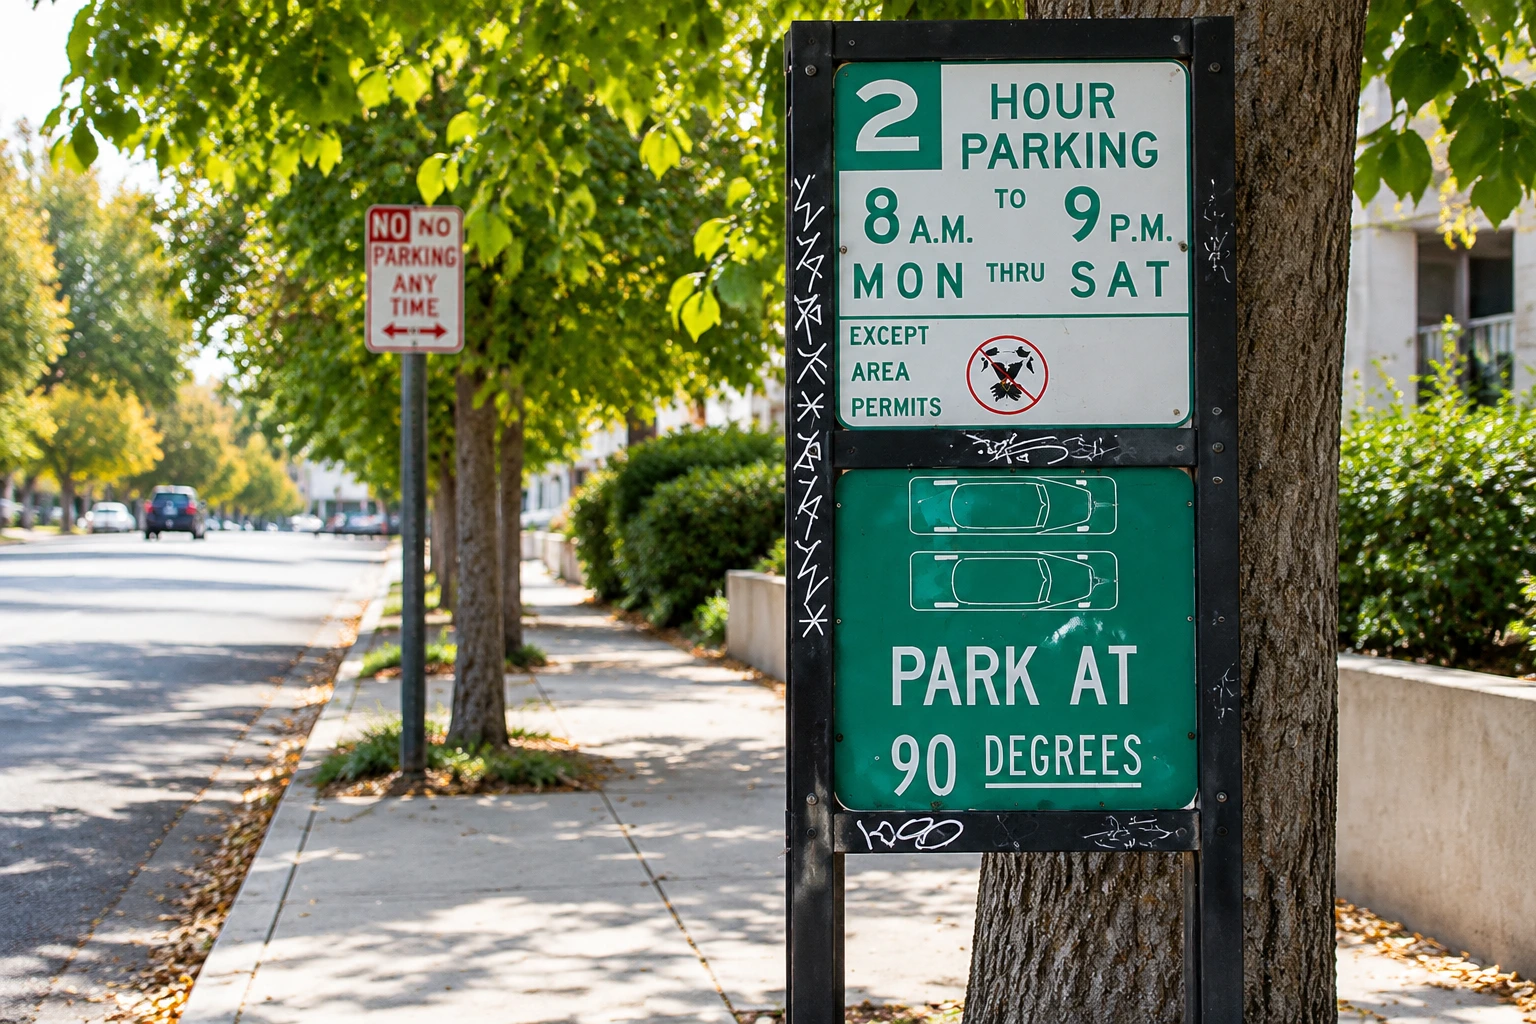 NO NO
PARKING
ANY
TIME
2 HOUR
PARKING
8 A.M. TO 9 P.M.
MON THRU SAT
EXCEPT
AREA
PERMITS
PARK AT
90 DEGREES